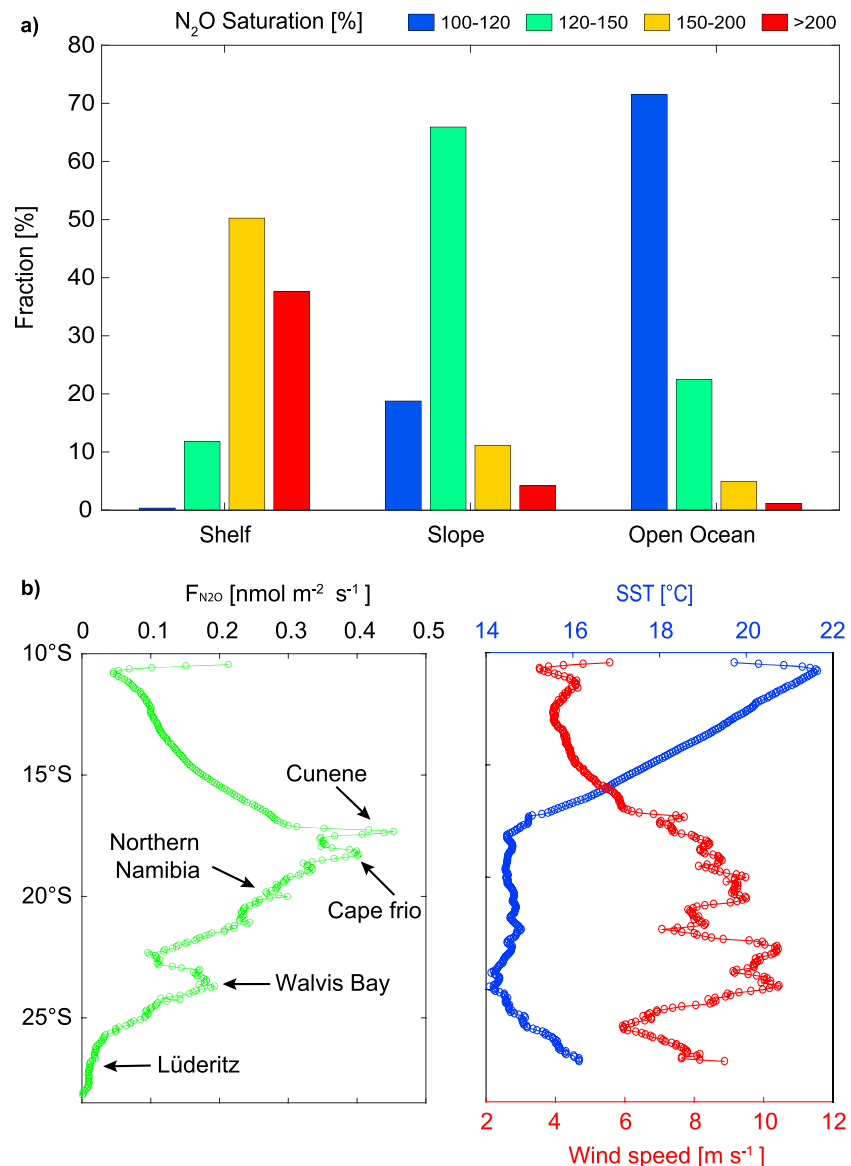 a) N₂O Saturation [%] 100-120 120-150 150-200 >200
80
70
60
50
40
30
20
10
0
Fraction [%]
Shelf Slope Open Ocean
b) F_N2O [nmol m⁻² s⁻¹] SST [°C]
0 0.1 0.2 0.3 0.4 0.5 14 16 18 20 22
10°S
15°S
20°S
25°S
Cunene
Northern
Namibia
Cape frio
Walvis Bay
Lüderitz
2 4 6 8 10 12
Wind speed [m s⁻¹]